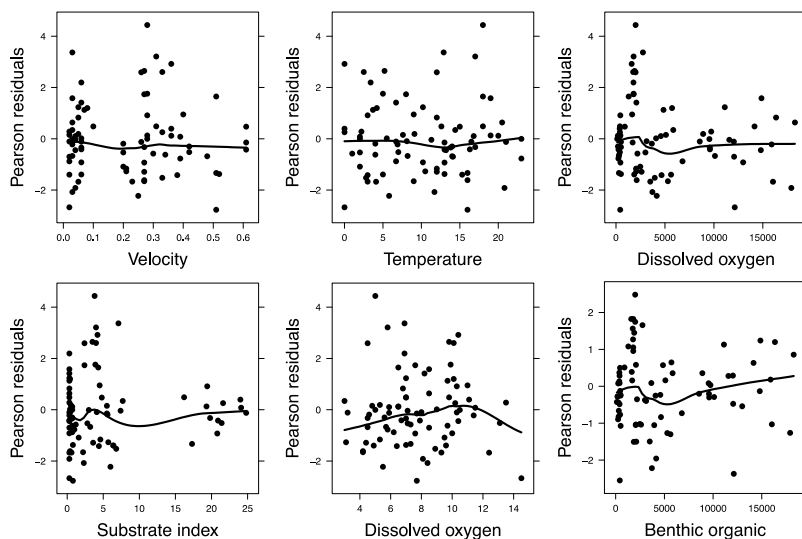 Pearson residuals
4
2
0
−2
0.0 0.1 0.2 0.3 0.4 0.5 0.6
Velocity
Pearson residuals
4
2
0
−2
0 5 10 15 20
Temperature
Pearson residuals
4
2
0
−2
0 5000 10000 15000
Dissolved oxygen
Pearson residuals
4
2
0
−2
0 5 10 15 20 25
Substrate index
Pearson residuals
4
2
0
−2
4 6 8 10 12 14
Dissolved oxygen
Pearson residuals
2
1
0
−1
−2
0 5000 10000 15000
Benthic organic